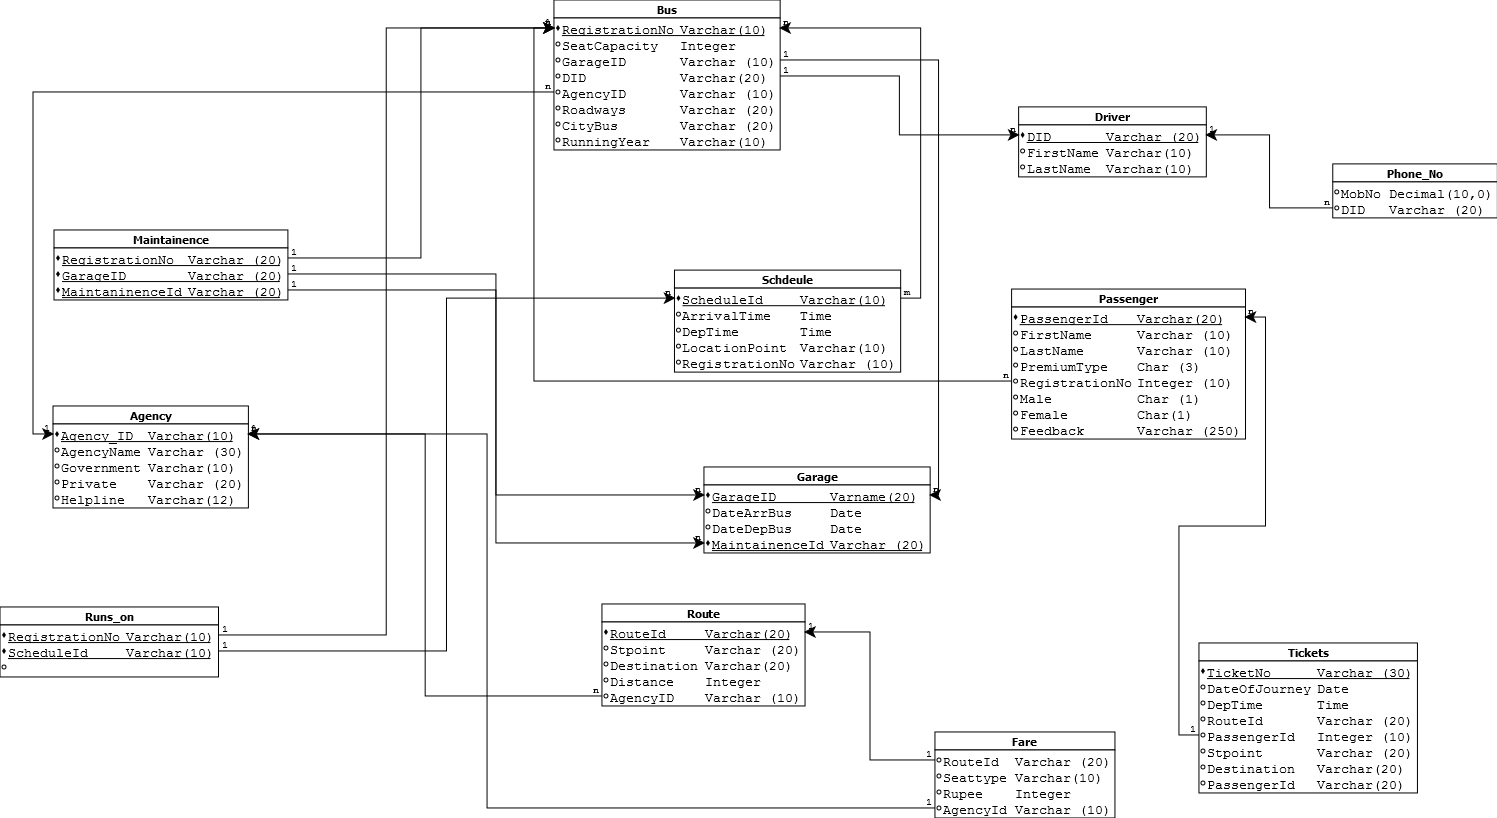 Bus
RegistrationNo Varchar(10)
SeatCapacity Integer
GarageID Varchar (10)
DID Varchar(20)
AgencyID Varchar (10)
Roadways Varchar (20)
CityBus Varchar (20)
RunningYear Varchar(10)
n
1
1
n
Driver
DID Varchar (20)
FirstName Varchar(10)
LastName Varchar(10)
1
Phone_No
MobNo Decimal(10,0)
DID Varchar (20)
n
Maintainence
RegistrationNo Varchar (20)
GarageID Varchar (20)
MaintaninenceId Varchar (20)
1
1
1
Schdeule
ScheduleId Varchar(10)
ArrivalTime Time
DepTime Time
LocationPoint Varchar(10)
RegistrationNo Varchar (10)
m
Passenger
PassengerId Varchar(20)
FirstName Varchar (10)
LastName Varchar (10)
PremiumType Char (3)
RegistrationNo Integer (10)
Male Char (1)
Female Char(1)
Feedback Varchar (250)
n
n
Agency
Agency_ID Varchar(10)
AgencyName Varchar (30)
Government Varchar(10)
Private Varchar (20)
Helpline Varchar(12)
1
Garage
GarageID Varname(20)
DateArrBus Date
DateDepBus Date
MaintainenceId Varchar (20)
Runs_on
RegistrationNo Varchar(10)
ScheduleId Varchar(10)
1
1
Route
RouteId Varchar(20)
Stpoint Varchar (20)
Destination Varchar(20)
Distance Integer
AgencyID Varchar (10)
1
n
Tickets
TicketNo Varchar (30)
DateOfJourney Date
DepTime Time
RouteId Varchar (20)
PassengerId Integer (10)
Stpoint Varchar (20)
Destination Varchar(20)
PassengerId Varchar(20)
1
Fare
RouteId Varchar (20)
Seattype Varchar(10)
Rupee Integer
AgencyId Varchar (10)
1
1